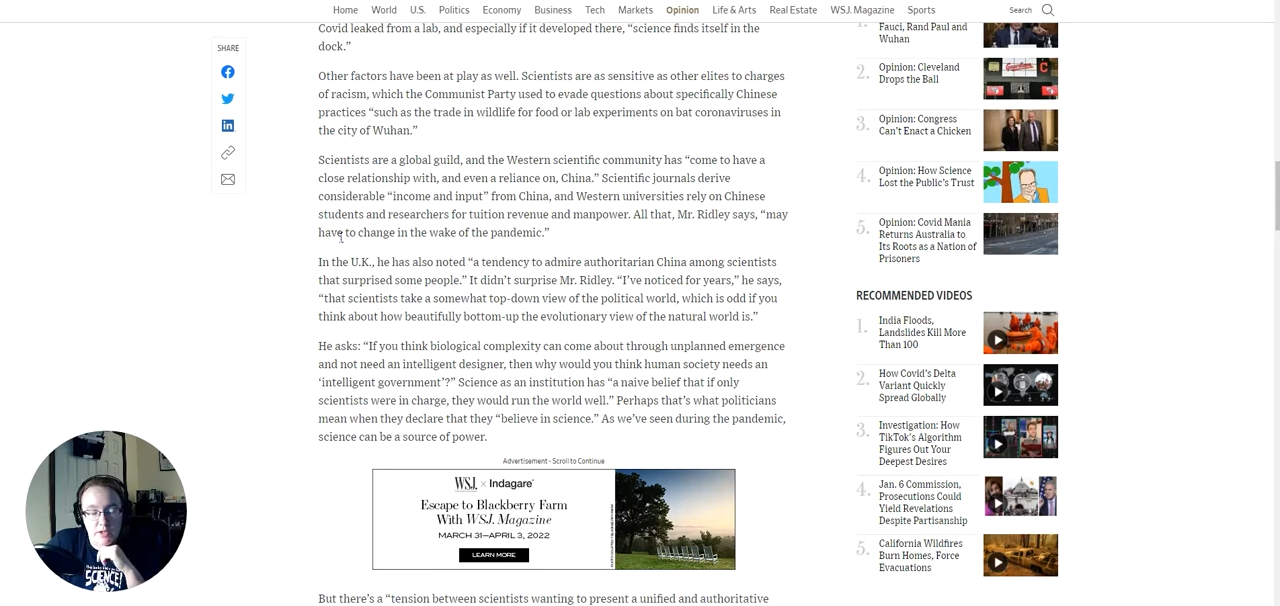 Home World U.S. Politics Economy Business Tech Markets Opinion Life & Arts Real Estate WSJ. Magazine Sports Search
SHARE
Covid leaked from a lab, and especially if it developed there, “science finds itself in the
dock.”
Other factors have been at play as well. Scientists are as sensitive as other elites to charges
of racism, which the Communist Party used to evade questions about specifically Chinese
practices “such as the trade in wildlife for food or lab experiments on bat coronaviruses in
the city of Wuhan.”
Scientists are a global guild, and the Western scientific community has “come to have a
close relationship with, and even a reliance on, China.” Scientific journals derive
considerable “income and input” from China, and Western universities rely on Chinese
students and researchers for tuition revenue and manpower. All that, Mr. Ridley says, “may
have to change in the wake of the pandemic.”
In the U.K., he has also noted “a tendency to admire authoritarian China among scientists
that surprised some people.” It didn’t surprise Mr. Ridley. “I’ve noticed for years,” he says,
“that scientists take a somewhat top-down view of the political world, which is odd if you
think about how beautifully bottom-up the evolutionary view of the natural world is.”
He asks: “If you think biological complexity can come about through unplanned emergence
and not need an intelligent designer, then why would you think human society needs an
‘intelligent government’?” Science as an institution has “a naive belief that if only
scientists were in charge, they would run the world well.” Perhaps that’s what politicians
mean when they declare that they “believe in science.” As we’ve seen during the pandemic,
science can be a source of power.
Advertisement - Scroll to Continue
WSJ × Indagare
Escape to Blackberry Farm
With WSJ. Magazine
MARCH 31—APRIL 3, 2022
LEARN MORE
But there’s a “tension between scientists wanting to present a unified and authoritative
1.
Fauci, Rand Paul and
Wuhan
2. Opinion: Cleveland
Drops the Ball
3. Opinion: Congress
Can’t Enact a Chicken
4. Opinion: How Science
Lost the Public’s Trust
5. Opinion: Covid Mania
Returns Australia to
Its Roots as a Nation of
Prisoners
RECOMMENDED VIDEOS
1. India Floods,
Landslides Kill More
Than 100
2. How Covid’s Delta
Variant Quickly
Spread Globally
3. Investigation: How
TikTok’s Algorithm
Figures Out Your
Deepest Desires
4. Jan. 6 Commission,
Prosecutions Could
Yield Revelations
Despite Partisanship
5. California Wildfires
Burn Homes, Force
Evacuations
SCIENCE!